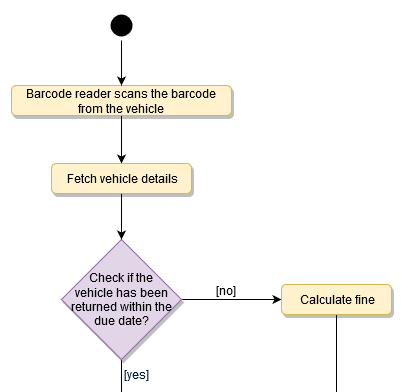 Barcode reader scans the barcode
from the vehicle
Fetch vehicle details
Check if the
vehicle has been
returned within the
due date?
[no]
Calculate fine
[yes]